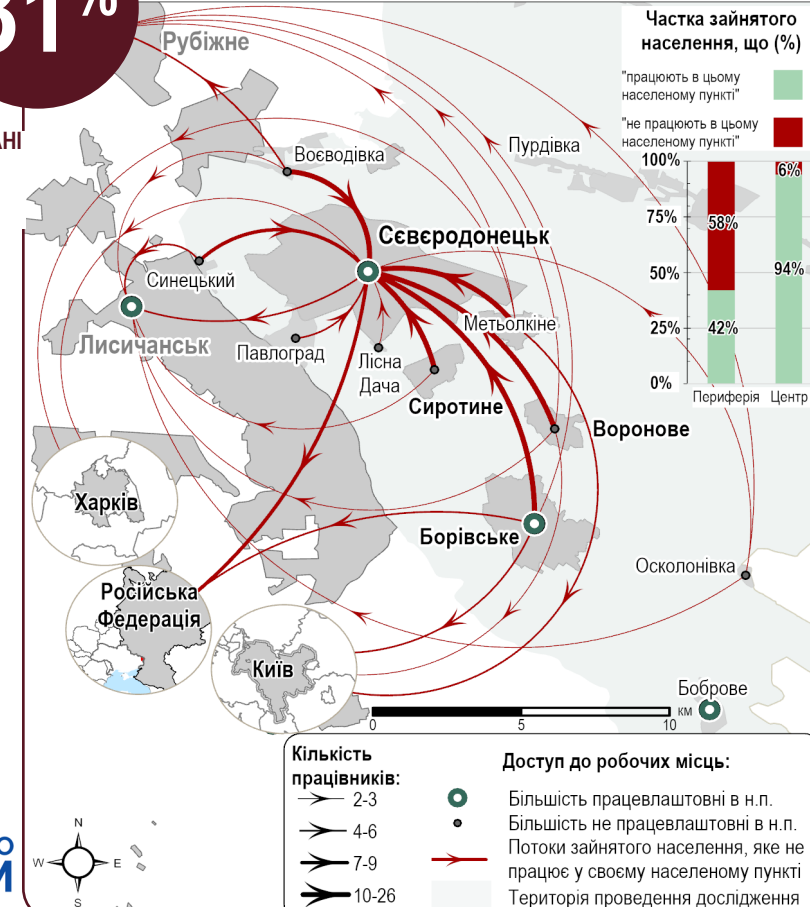 31%
АНІ
Рубіжне
Воєводівка
Пурдівка
Сєвєродонецьк
Синецький
Лисичанськ
Павлоград
Лісна
Дача
Метьолкіне
Сиротине
Воронове
Борівське
Осколонівка
Боброве
Харків
Російська
Федерація
Київ
Частка зайнятого
населення, що (%)
"працюють в цьому
населеному пункті"
"не працюють в цьому
населеному пункті"
100%
75%
50%
25%
0%
58%
42%
6%
94%
Периферія Центр
0 5 10 км
Кількість
працівників:
2-3
4-6
7-9
10-26
Доступ до робочих місць:
Більшість працевлаштовні в н.п.
Більшість не працевлаштовні в н.п.
Потоки зайнятого населення, яке не
працює у своєму населеному пункті
Територія проведення дослідження
N
W E
S